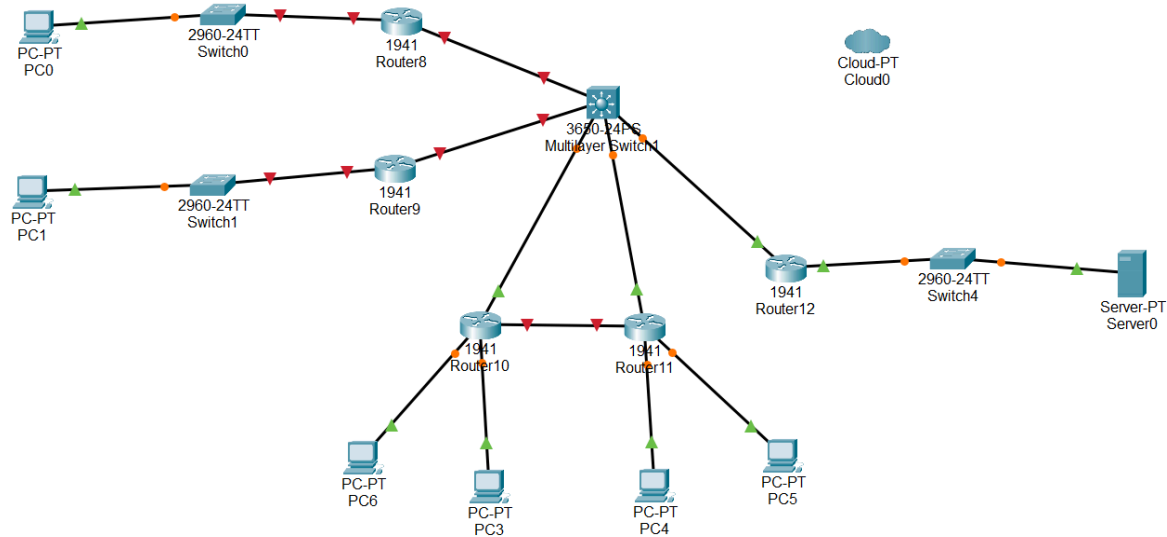 PC-PT
PC0
2960-24TT
Switch0
1941
Router8
Cloud-PT
Cloud0
3650-24PS
Multilayer Switch1
PC-PT
PC1
2960-24TT
Switch1
1941
Router9
1941
Router12
2960-24TT
Switch4
Server-PT
Server0
1941
Router10
1941
Router11
PC-PT
PC6
PC-PT
PC3
PC-PT
PC4
PC-PT
PC5